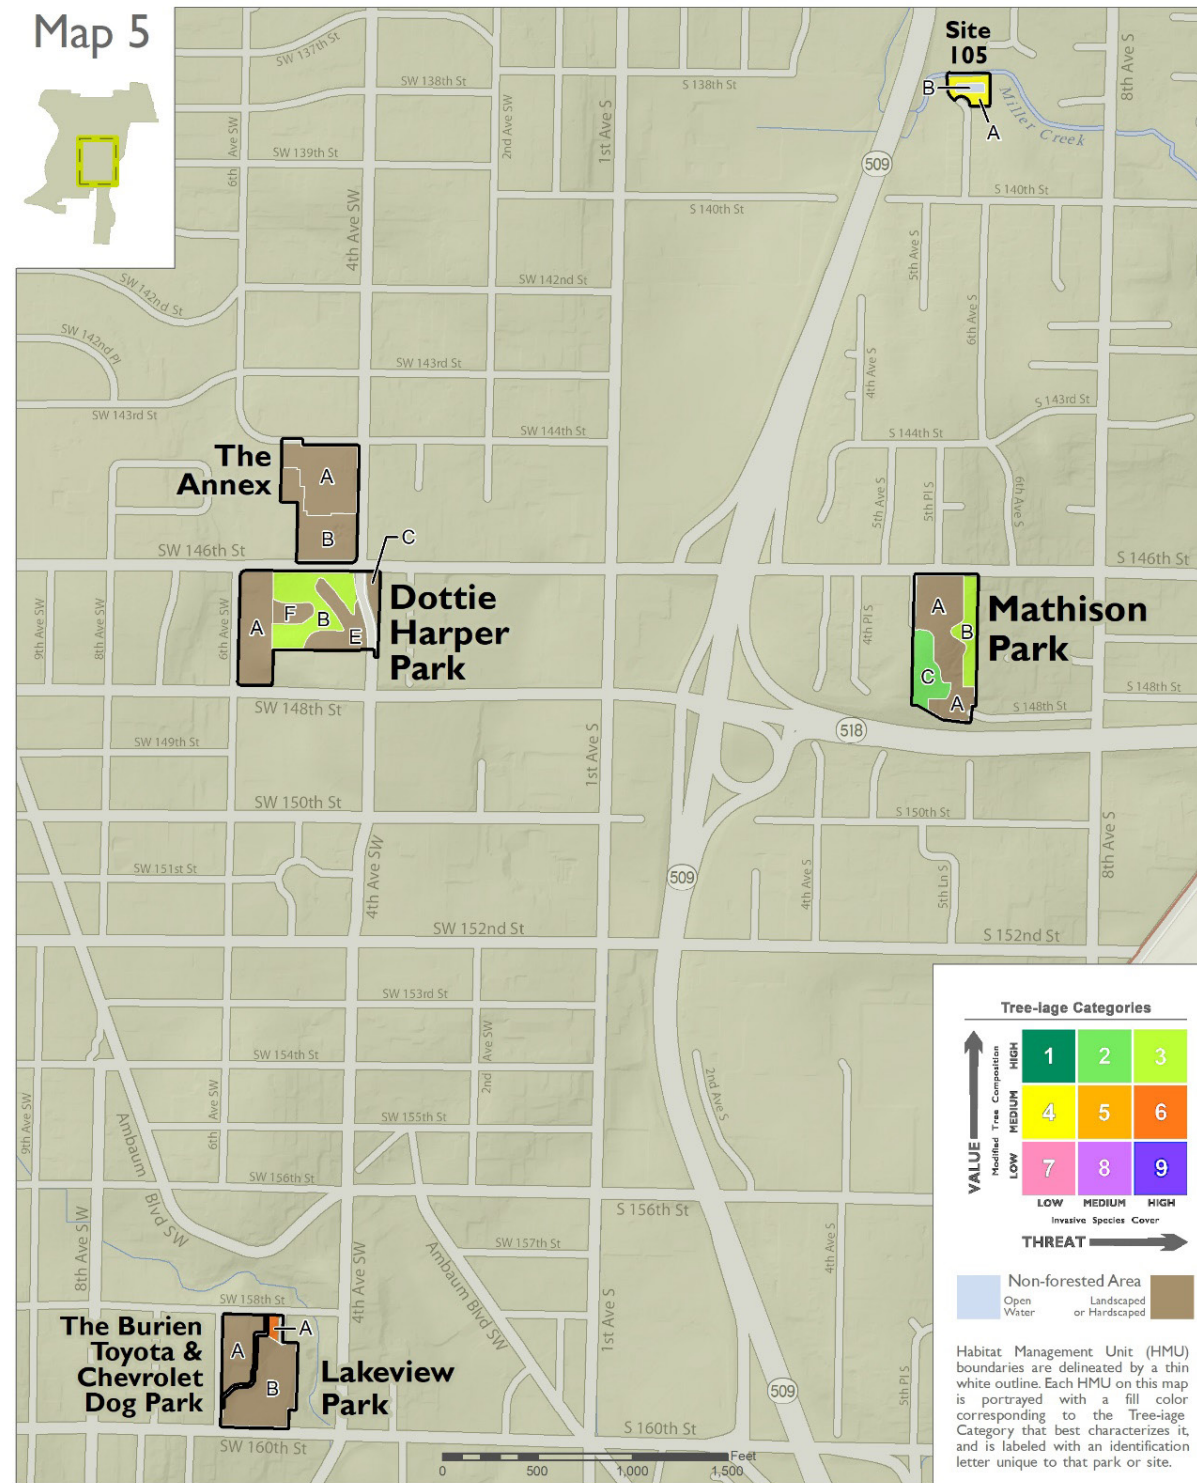 Map 5
SW 137th St
SW 138th St
S 138th St
SW 139th St
6th Ave SW
2nd Ave SW
1st Ave S
4th Ave SW
8th Ave S
Site
105
B
A
Miller Creek
509
S 140th St
S 140th St
SW 142nd St
SW 142nd St
SW 142nd Pl
5th Ave S
6th Ave S
4th Ave S
SW 143rd St
SW 143rd St
S 143rd St
SW 144th St
S 144th St
The
Annex
A
B
C
5th Ave S
5th Pl S
6th Ave S
SW 146th St
S 146th St
9th Ave SW
8th Ave SW
6th Ave SW
A
F
B
E
Dottie
Harper
Park
4th Pl S
A
B
C
A
Mathison
Park
SW 148th St
S 148th St
S 148th St
518
SW 149th St
1st Ave S
SW 150th St
S 150th St
SW 151st St
4th Ave SW
509
4th Ave S
5th Ln S
8th Ave S
SW 152nd St
S 152nd St
SW 153rd St
2nd Ave SW
SW 154th St
6th Ave SW
9th Ave SW
Ambaum Blvd SW
SW 155th St
2nd Ave S
SW 156th St
S 156th St
8th Ave SW
SW 157th St
4th Ave SW
Ambaum Blvd SW
1st Ave S
4th Ave S
SW 158th St
The Burien
Toyota &
Chevrolet
Dog Park
A
A
B
Lakeview
Park
509
5th Pl S
SW 160th St
S 160th St
Feet
0 500 1,000 1,500
Tree-iage Categories
VALUE
Modified Tree Composition
HIGH
1 2 3
MEDIUM
4 5 6
LOW
7 8 9
LOW MEDIUM HIGH
Invasive Species Cover
THREAT
Non-forested Area
Open
Water
Landscaped
or Hardscaped
Habitat Management Unit (HMU)
boundaries are delineated by a thin
white outline. Each HMU on this map
is portrayed with a fill color
corresponding to the Tree-iage
Category that best characterizes it,
and is labeled with an identification
letter unique to that park or site.